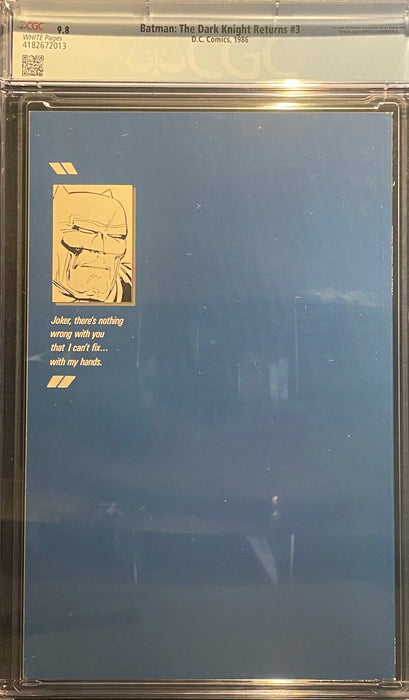 CGC 9.8 Batman: The Dark Knight Returns #3
WHITE Pages D.C. Comics, 1986
4182672013
CGC
Joker, there's nothing
wrong with you
that I can't fix...
with my hands.